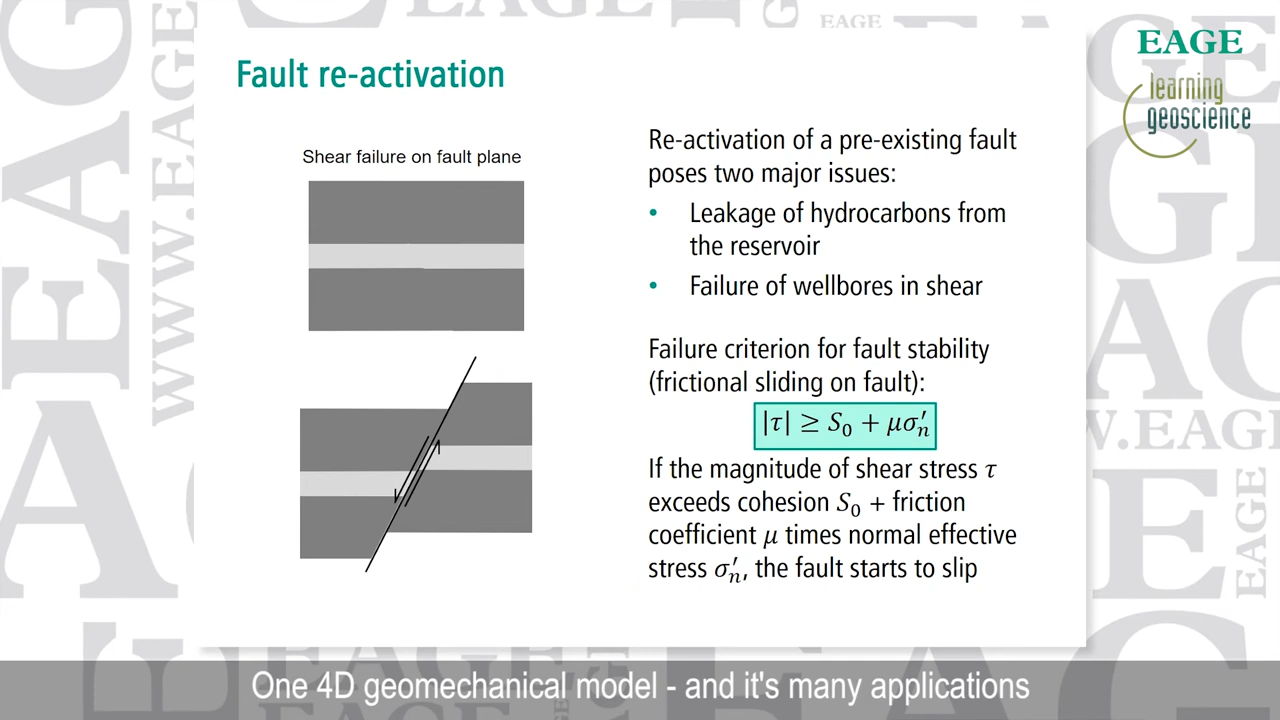 Fault re-activation
EAGE
learning
geoscience
Shear failure on fault plane
Re-activation of a pre-existing fault
poses two major issues:
• Leakage of hydrocarbons from
the reservoir
• Failure of wellbores in shear
Failure criterion for fault stability
(frictional sliding on fault):
|τ| ≥ S₀ + μσ′ₙ
If the magnitude of shear stress τ
exceeds cohesion S₀ + friction
coefficient μ times normal effective
stress σ′ₙ, the fault starts to slip
One 4D geomechanical model - and it's many applications